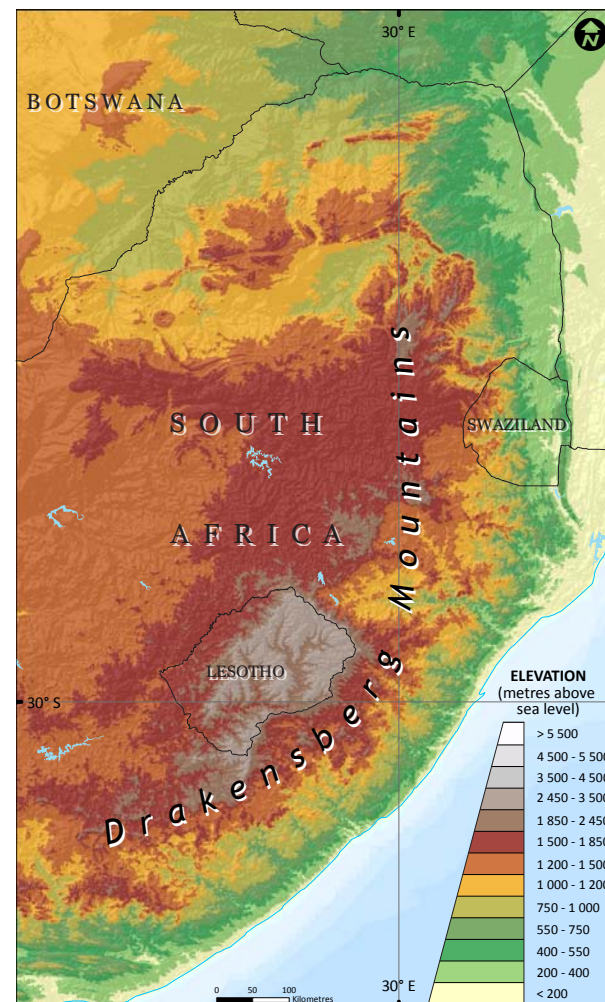 30° E
N
BOTSWANA
SOUTH
SWAZILAND
AFRICA
Drakensberg Mountains
LESOTHO
30° S
ELEVATION
(metres above
sea level)
> 5 500
4 500 - 5 500
3 500 - 4 500
2 450 - 3 500
1 850 - 2 450
1 500 - 1 850
1 200 - 1 500
1 000 - 1 200
750 - 1 000
550 - 750
400 - 550
200 - 400
< 200
0 50 100
Kilometres
30° E